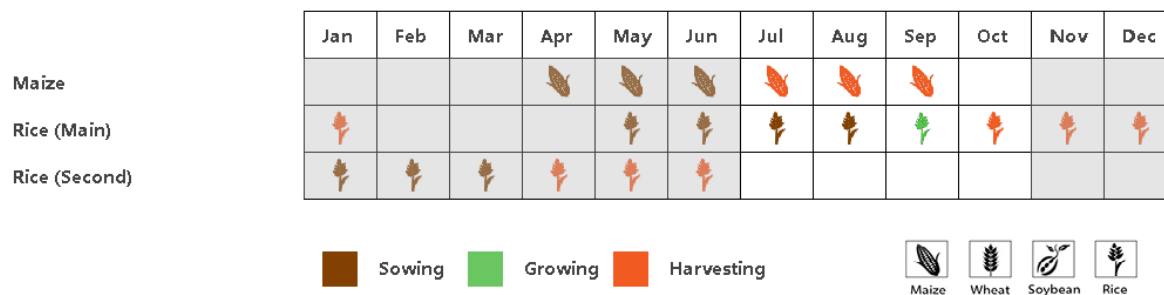 Jan Feb Mar Apr May Jun Jul Aug Sep Oct Nov Dec
Maize
Rice (Main)
Rice (Second)
Sowing Growing Harvesting
Maize Wheat Soybean Rice